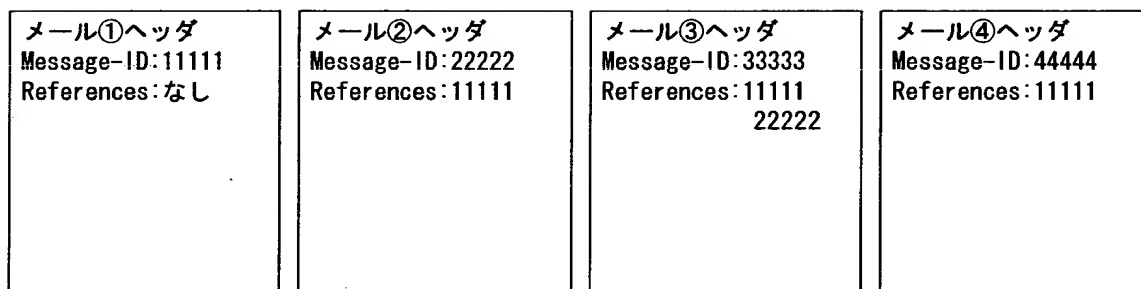 メール①ヘッダ
Message-ID:11111
References:なし
メール②ヘッダ
Message-ID:22222
References:11111
メール③ヘッダ
Message-ID:33333
References:11111
22222
メール④ヘッダ
Message-ID:44444
References:11111